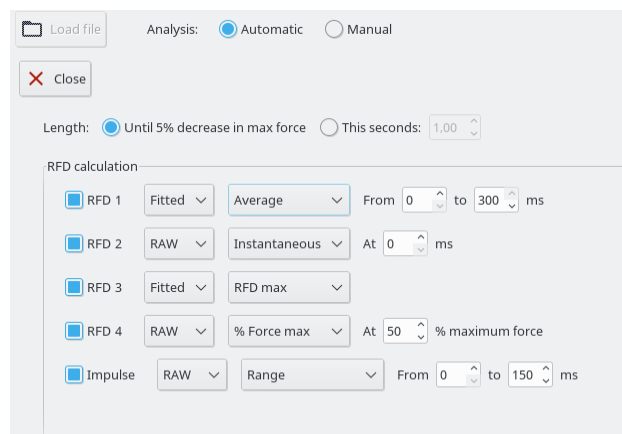 Load file Analysis: Automatic Manual
Close
Length: Until 5% decrease in max force This seconds: 1,00
RFD calculation
RFD 1 Fitted Average From 0 to 300 ms
RFD 2 RAW Instantaneous At 0 ms
RFD 3 Fitted RFD max
RFD 4 RAW % Force max At 50 % maximum force
Impulse RAW Range From 0 to 150 ms